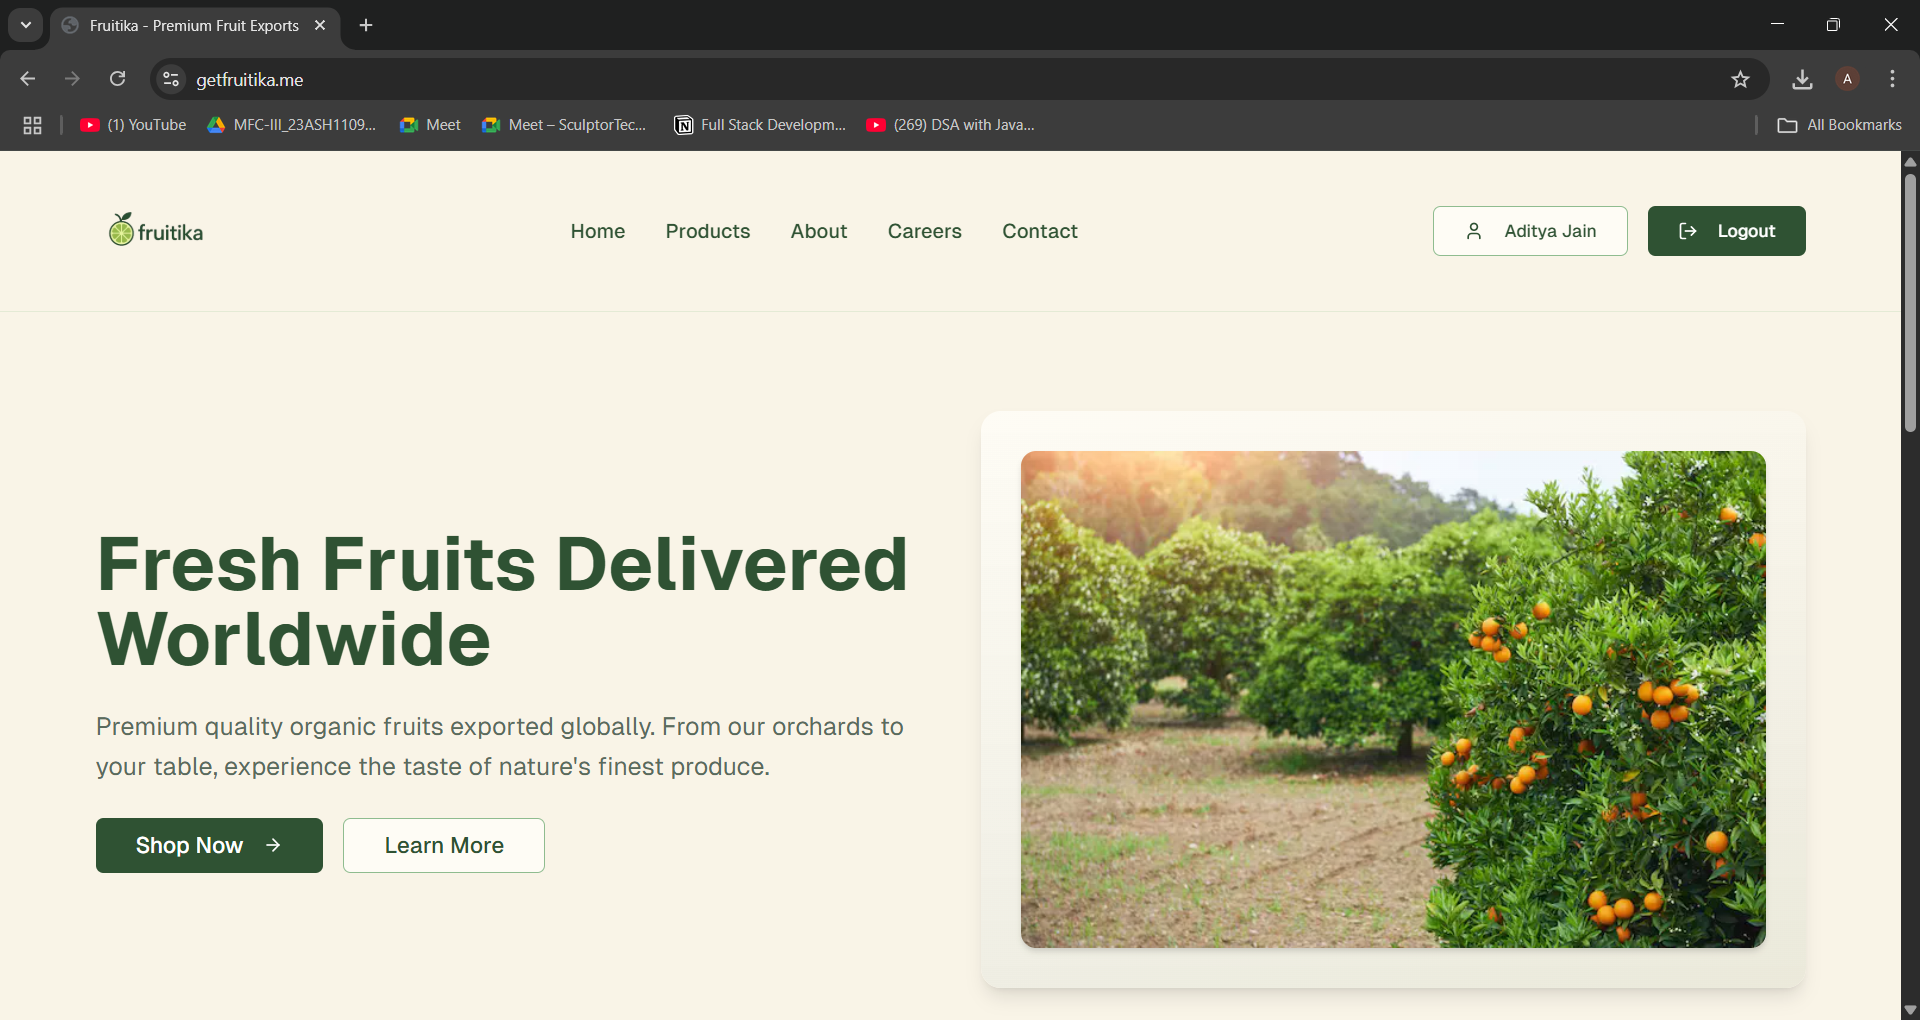 Fruitika - Premium Fruit Exports
getfruitika.me
A
(1) YouTube
MFC-III_23ASH1109...
Meet
Meet – SculptorTec...
Full Stack Developm...
(269) DSA with Java...
All Bookmarks
fruitika
Home
Products
About
Careers
Contact
Aditya Jain
Logout
Fresh Fruits Delivered
Worldwide
Premium quality organic fruits exported globally. From our orchards to
your table, experience the taste of nature's finest produce.
Shop Now
Learn More